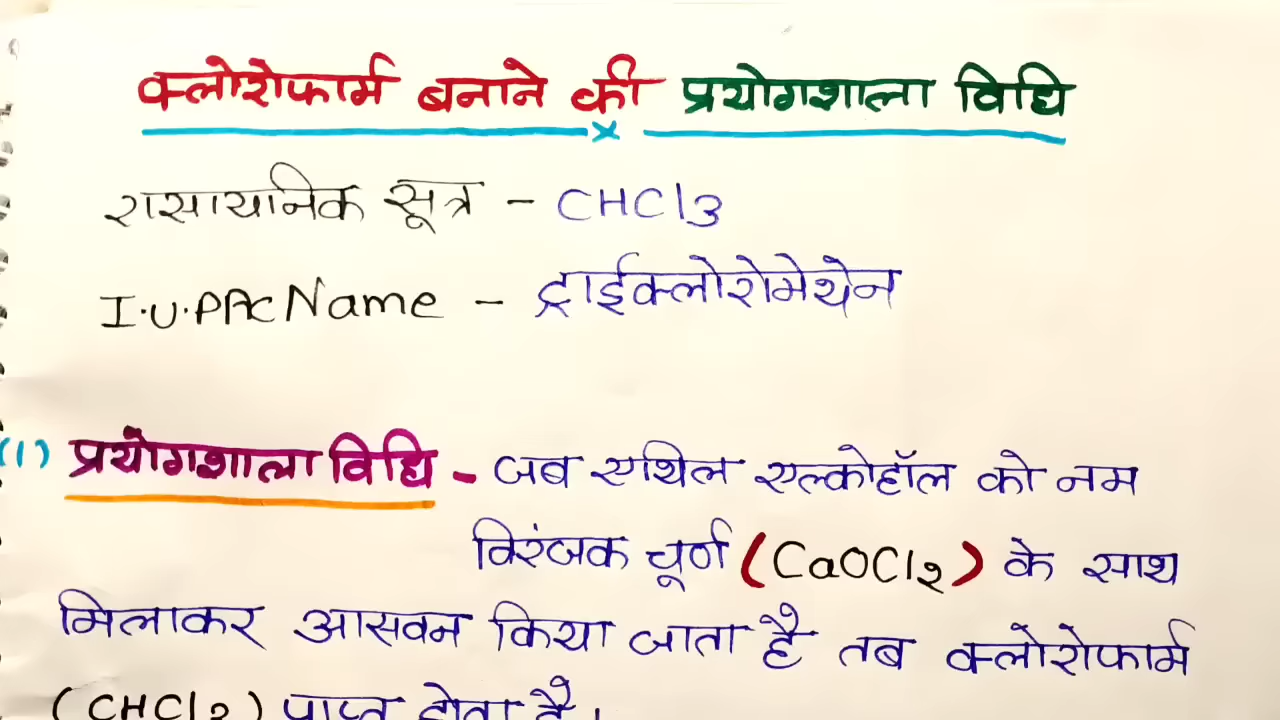 क्लोरोफार्म बनाने की प्रयोगशाला विधि
रासायनिक सूत्र - CHCl3
I.U.PAC Name - ट्राईक्लोरोमेथेन
(1) प्रयोगशाला विधि - जब एथिल एल्कोहॉल को नम
विरंजक चूर्ण (CaOCl2) के साथ
मिलाकर आसवन किया जाता है तब क्लोरोफार्म
(CHCl3) प्राप्त होता है।